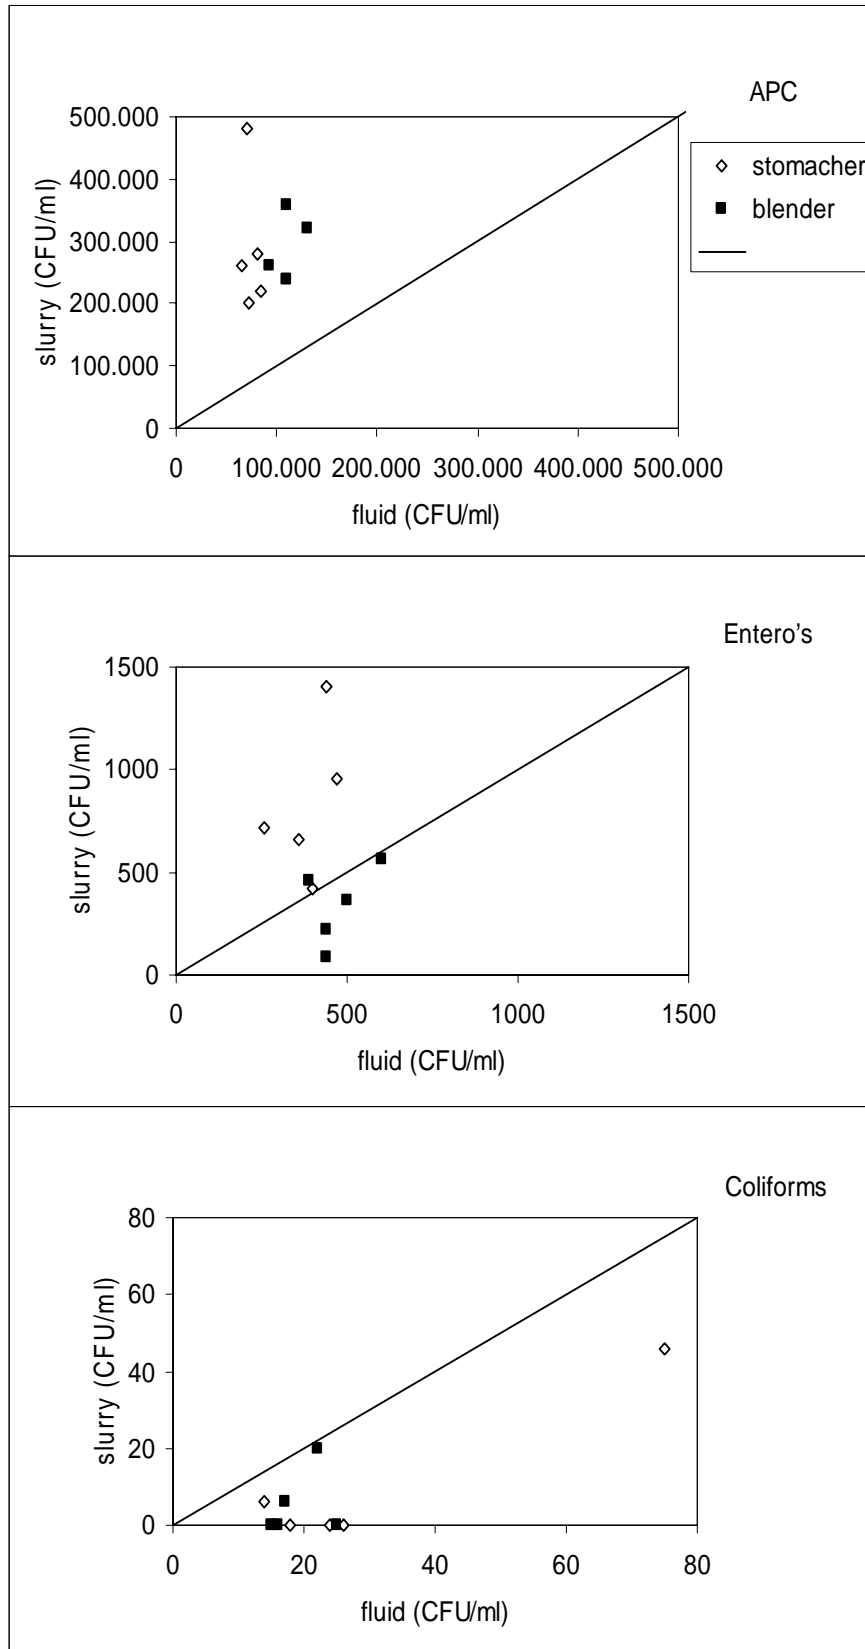 APC
500.000
400.000
300.000
200.000
100.000
0
slurry (CFU/ml)
0 100.000 200.000 300.000 400.000 500.000
fluid (CFU/ml)
stomacher
blender
Entero's
1500
1000
500
0
slurry (CFU/ml)
0 500 1000 1500
fluid (CFU/ml)
Coliforms
80
60
40
20
0
slurry (CFU/ml)
0 20 40 60 80
fluid (CFU/ml)